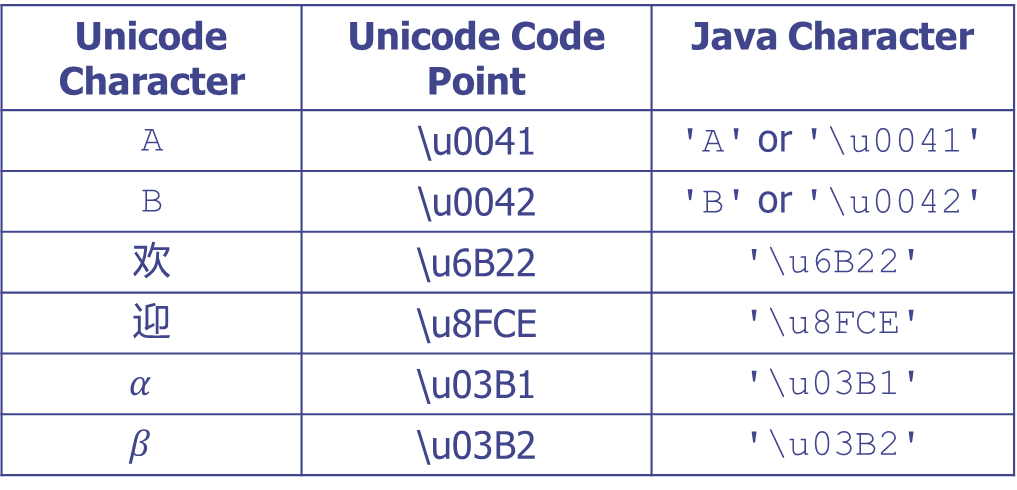 Unicode Character Unicode Code Point Java Character
A \u0041 'A' or '\u0041'
B \u0042 'B' or '\u0042'
欢 \u6B22 '\u6B22'
迎 \u8FCE '\u8FCE'
α \u03B1 '\u03B1'
β \u03B2 '\u03B2'